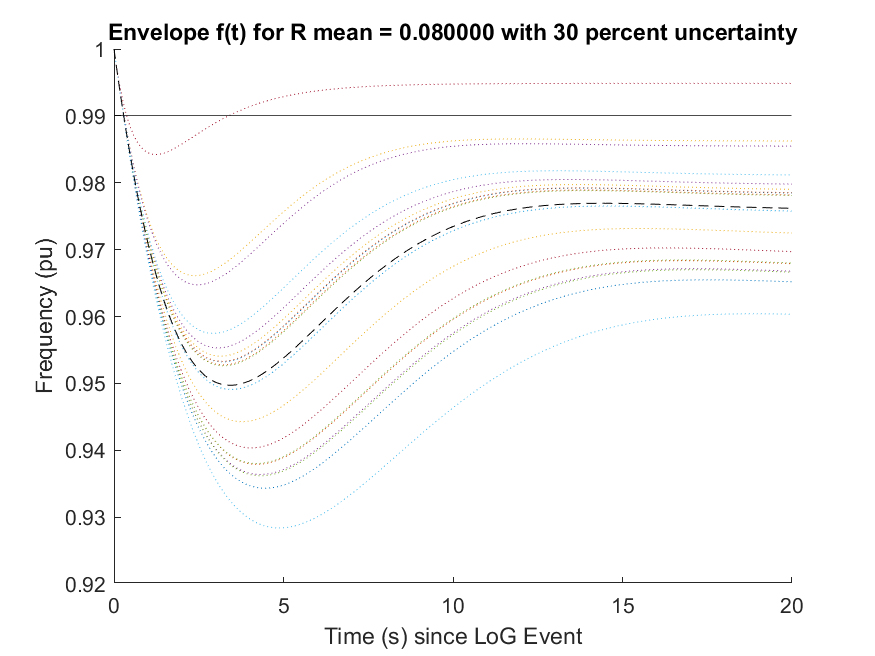 Envelope f(t) for R mean = 0.080000 with 30 percent uncertainty
1
0.99
0.98
0.97
0.96
0.95
0.94
0.93
0.92
Frequency (pu)
0 5 10 15 20
Time (s) since LoG Event